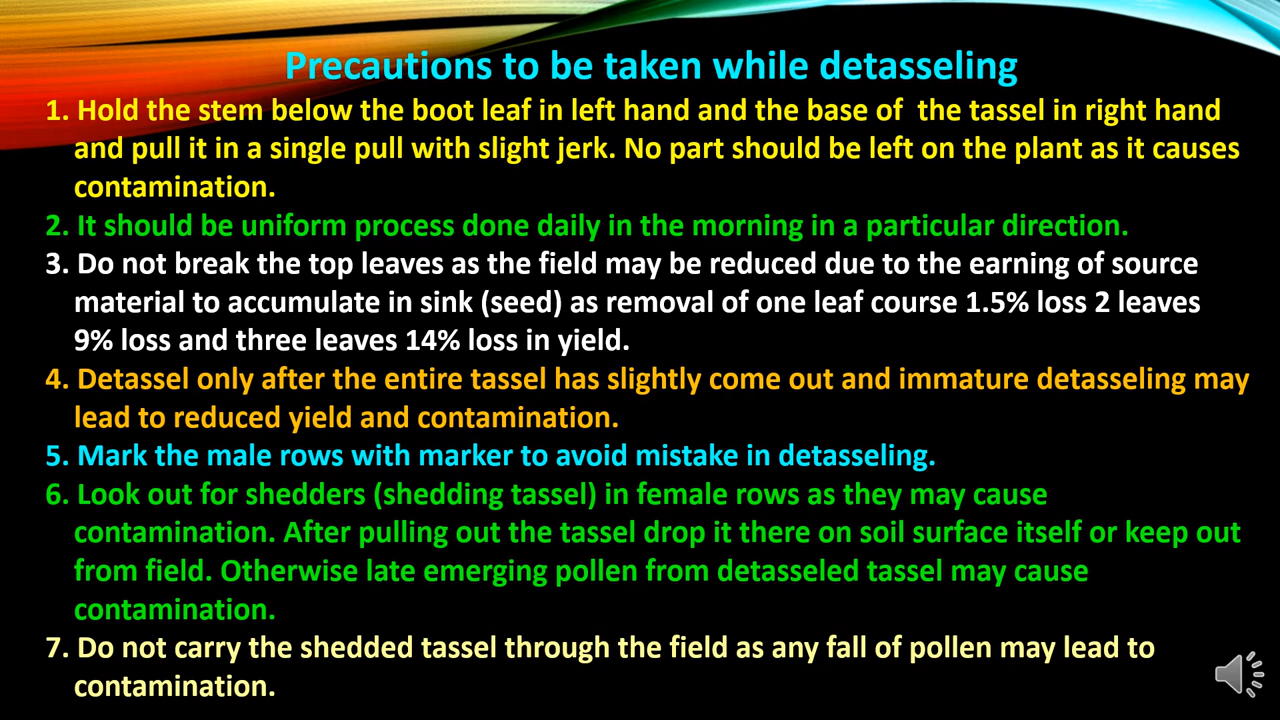 Precautions to be taken while detasseling
1. Hold the stem below the boot leaf in left hand and the base of  the tassel in right hand
and pull it in a single pull with slight jerk. No part should be left on the plant as it causes
contamination.
2. It should be uniform process done daily in the morning in a particular direction.
3. Do not break the top leaves as the field may be reduced due to the earning of source
material to accumulate in sink (seed) as removal of one leaf course 1.5% loss 2 leaves
9% loss and three leaves 14% loss in yield.
4. Detassel only after the entire tassel has slightly come out and immature detasseling may
lead to reduced yield and contamination.
5. Mark the male rows with marker to avoid mistake in detasseling.
6. Look out for shedders (shedding tassel) in female rows as they may cause
contamination. After pulling out the tassel drop it there on soil surface itself or keep out
from field. Otherwise late emerging pollen from detasseled tassel may cause
contamination.
7. Do not carry the shedded tassel through the field as any fall of pollen may lead to
contamination.